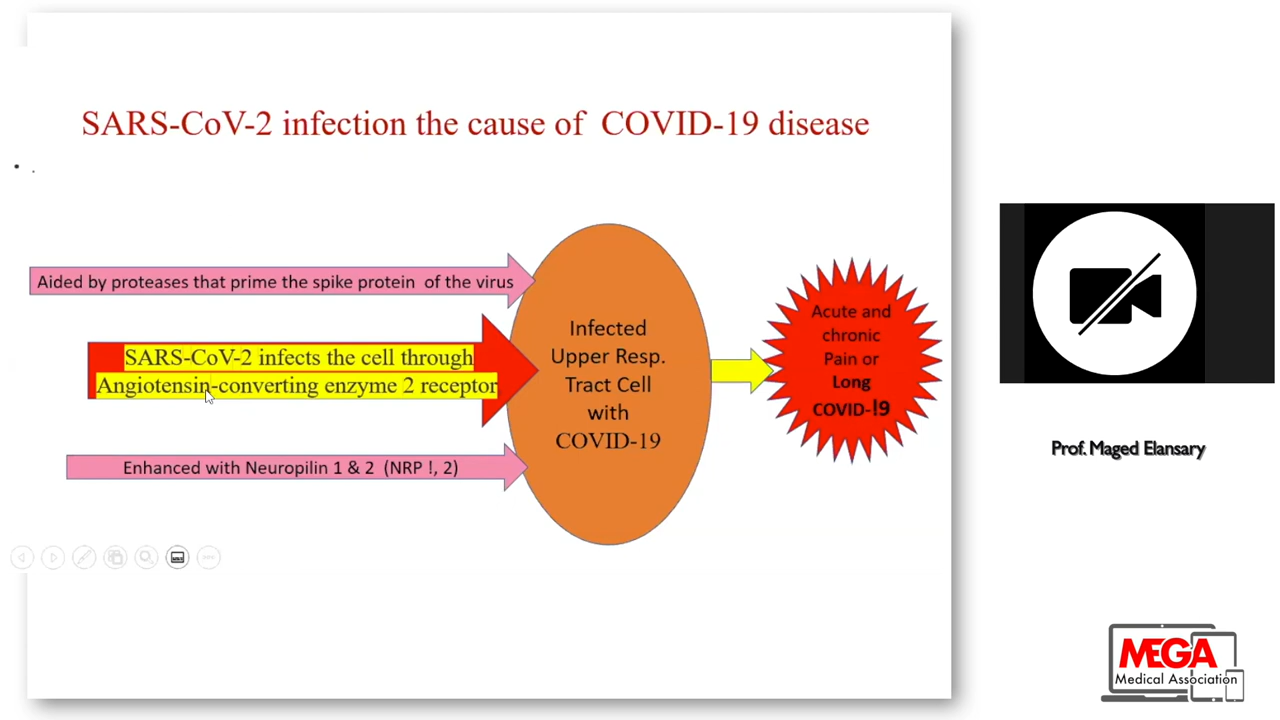 SARS-CoV-2 infection the cause of COVID-19 disease
Aided by proteases that prime the spike protein of the virus
SARS-CoV-2 infects the cell through
Angiotensin-converting enzyme 2 receptor
Enhanced with Neuropilin 1 & 2 (NRP !, 2)
Infected
Upper Resp.
Tract Cell
with
COVID-19
Acute and
chronic
Pain or
Long
COVID-!9
Prof. Maged Elansary
MEGA
Medical Association